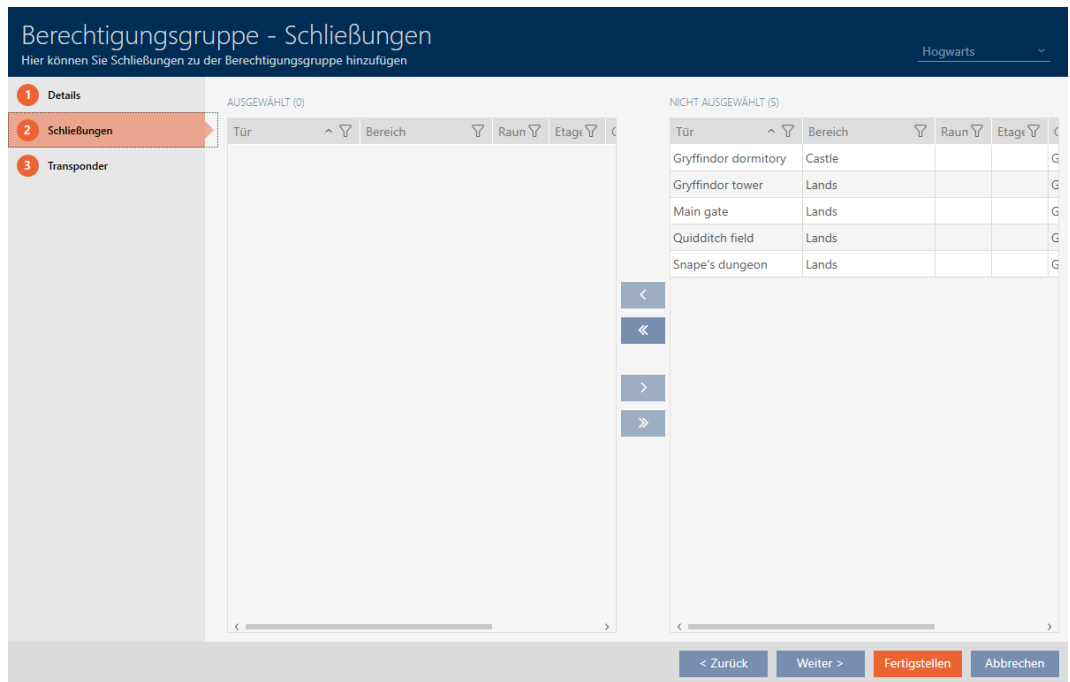 Berechtigungsgruppe - Schließungen
Hier können Sie Schließungen zu der Berechtigungsgruppe hinzufügen
Hogwarts
1 Details
2 Schließungen
3 Transponder
AUSGEWÄHLT (0)
Tür Bereich Raum Etage
NICHT AUSGEWÄHLT (5)
Tür Bereich Raum Etage
Gryffindor dormitory Castle G
Gryffindor tower Lands G
Main gate Lands G
Quidditch field Lands G
Snape's dungeon Lands G
< Zurück
Weiter >
Fertigstellen
Abbrechen